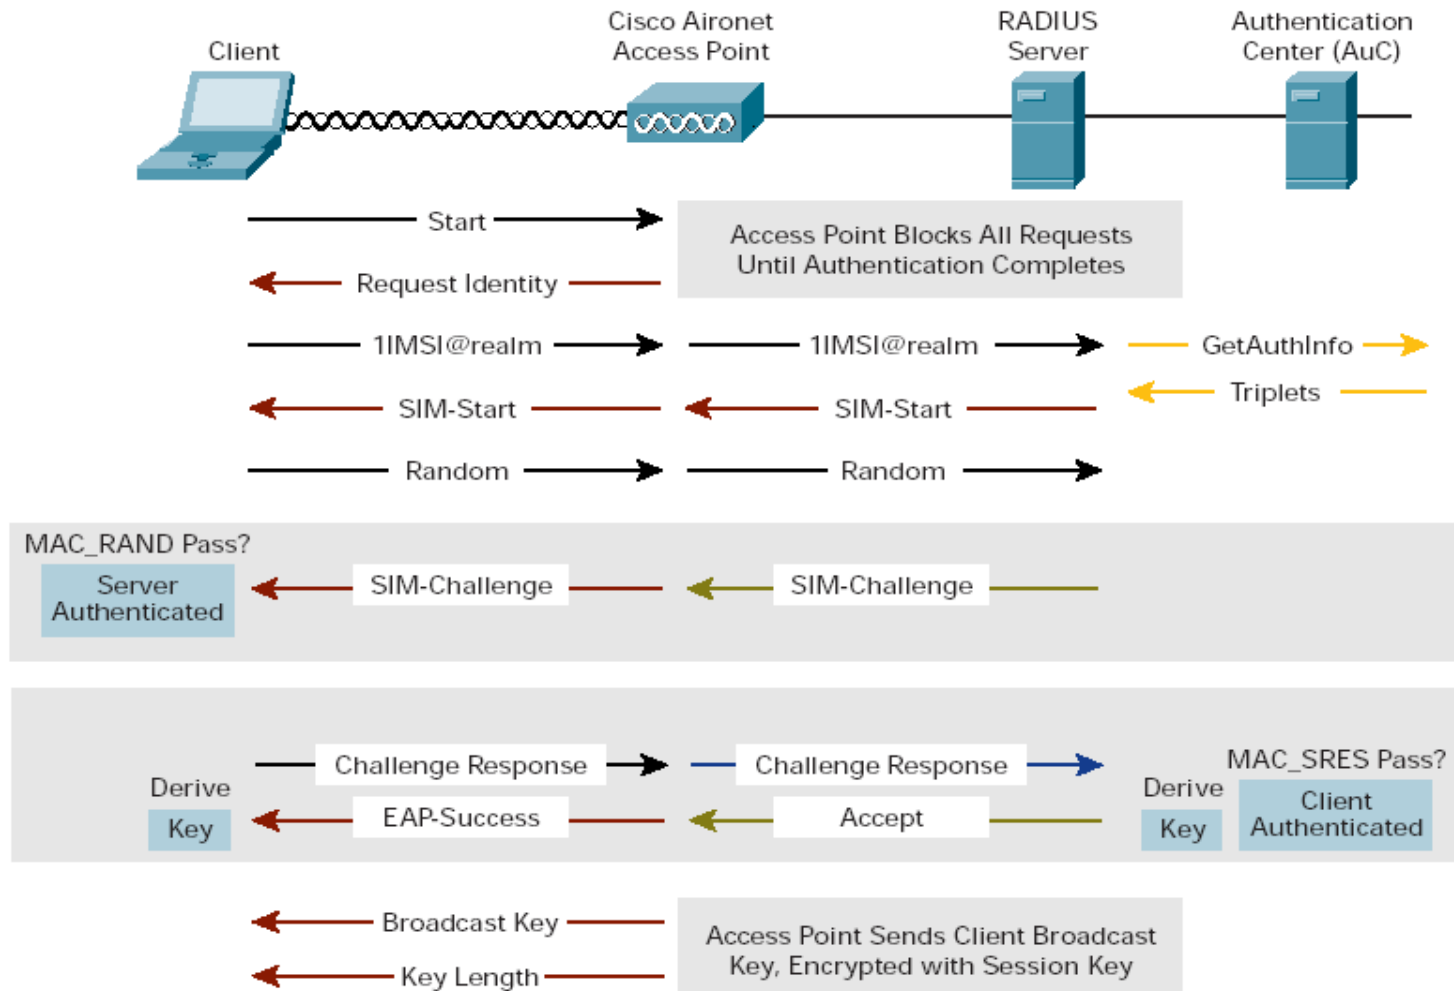 Client
Cisco Aironet
Access Point
RADIUS
Server
Authentication
Center (AuC)
Start
Access Point Blocks All Requests
Until Authentication Completes
Request Identity
1IMSI@realm
1IMSI@realm
GetAuthInfo
Triplets
SIM-Start
SIM-Start
Random
Random
MAC_RAND Pass?
Server
Authenticated
SIM-Challenge
SIM-Challenge
Challenge Response
Challenge Response
MAC_SRES Pass?
Derive
Key
EAP-Success
Accept
Derive
Key
Client
Authenticated
Broadcast Key
Key Length
Access Point Sends Client Broadcast
Key, Encrypted with Session Key